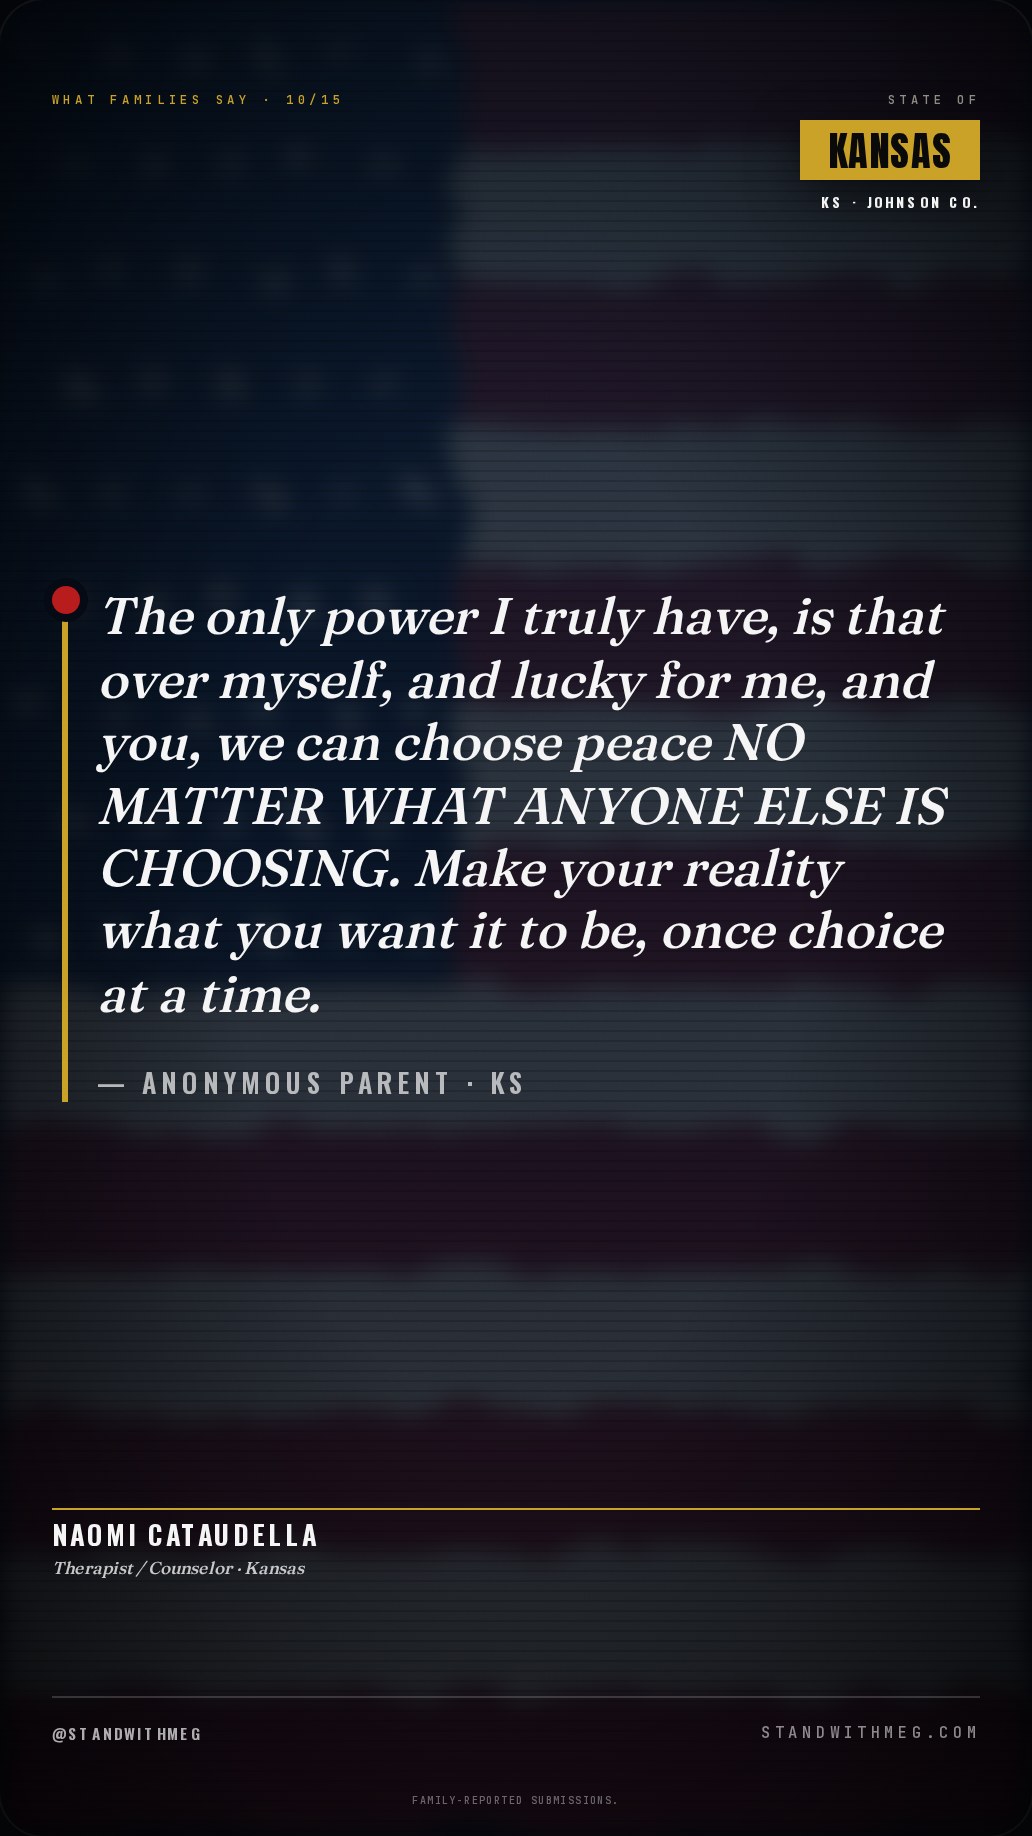 WHAT FAMILIES SAY · 10/15
STATE OF
KANSAS
KS · JOHNSON CO.
The only power I truly have, is that
over myself, and lucky for me, and
you, we can choose peace NO
MATTER WHAT ANYONE ELSE IS
CHOOSING. Make your reality
what you want it to be, once choice
at a time.
— ANONYMOUS PARENT · KS
NAOMI CATAUDELLA
Therapist / Counselor · Kansas
@STANDWITHMEG
STANDWITHMEG.COM
FAMILY-REPORTED SUBMISSIONS.